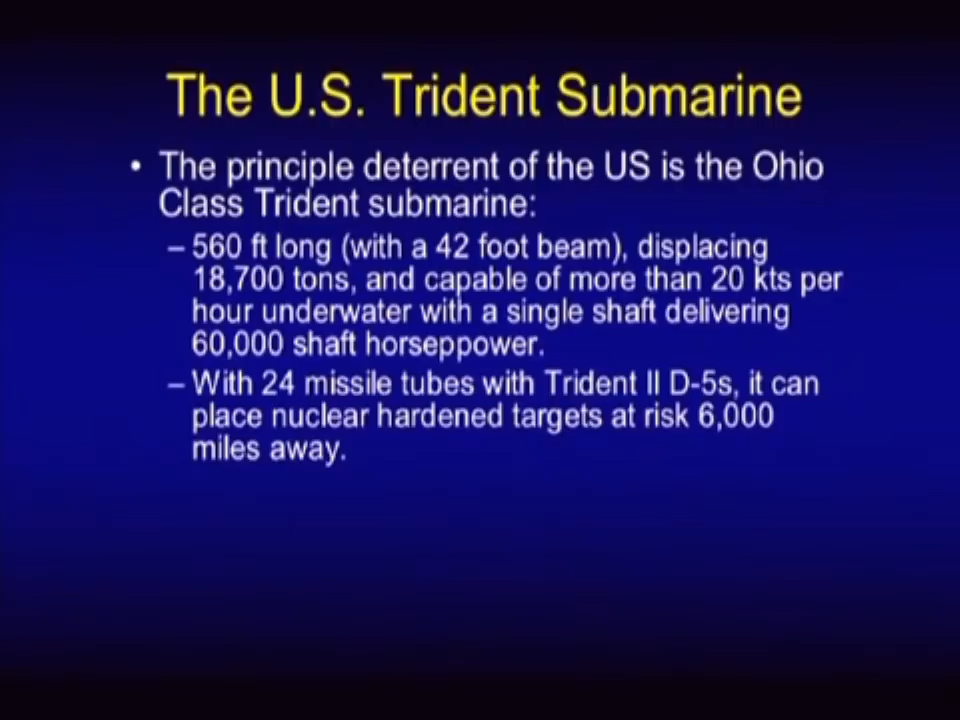 The U.S. Trident Submarine
• The principle deterrent of the US is the Ohio
Class Trident submarine:
– 560 ft long (with a 42 foot beam), displacing
18,700 tons, and capable of more than 20 kts per
hour underwater with a single shaft delivering
60,000 shaft horseppower.
– With 24 missile tubes with Trident II D-5s, it can
place nuclear hardened targets at risk 6,000
miles away.